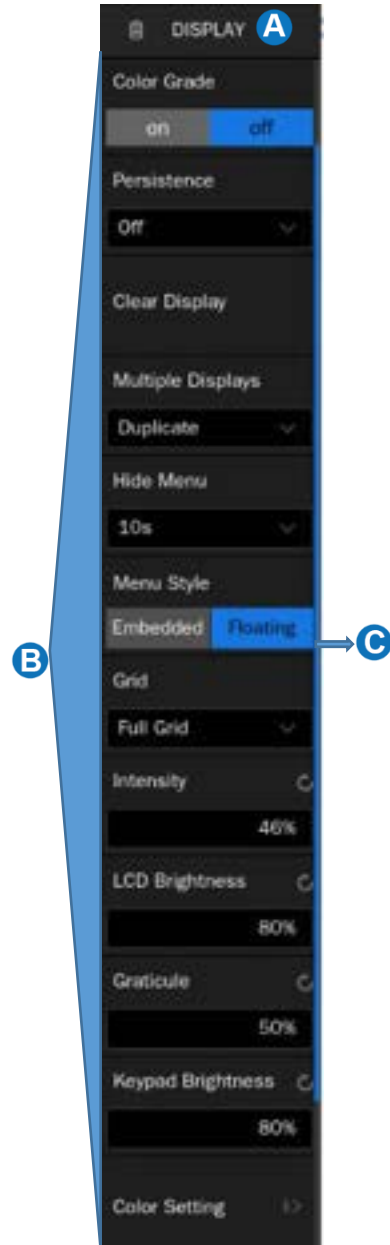 DISPLAY A
Color Grade
on off
Persistence
Off
Clear Display
Multiple Displays
Duplicate
Hide Menu
10s
Menu Style
Embedded Floating
C
B
Grid
Full Grid
Intensity
46%
LCD Brightness
80%
Graticule
50%
Keypad Brightness
80%
Color Setting